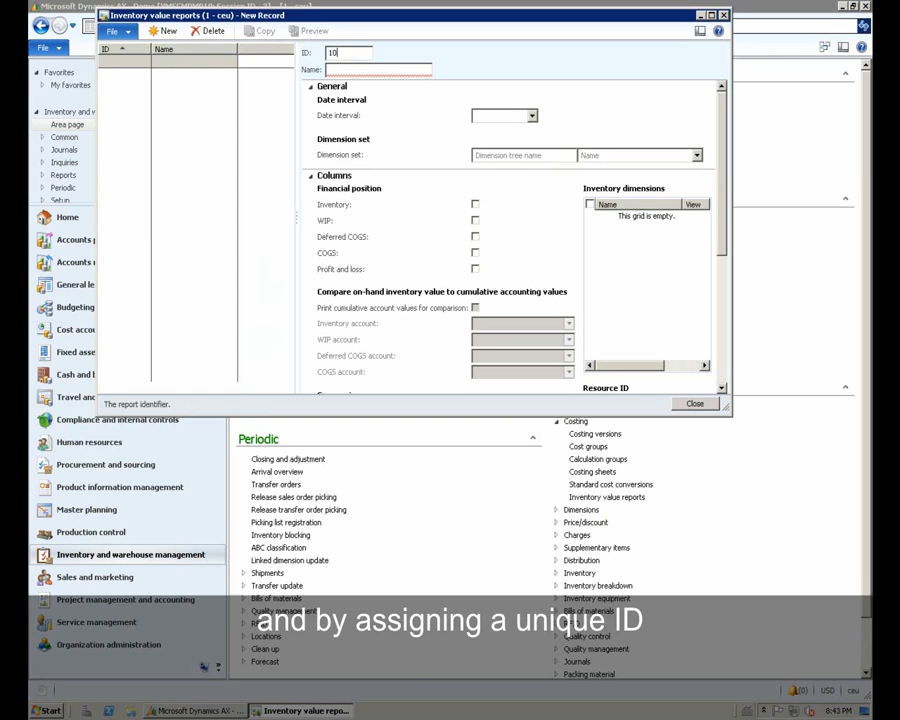 Inventory value reports (1 - ceu) - New Record
File
New
Delete
Copy
Preview
ID
Name
ID: 10
Name:
General
Date interval
Date interval:
Dimension set
Dimension set:
Dimension tree name
Name
Columns
Financial position
Inventory:
WIP:
Deferred COGS:
COGS:
Profit and loss:
Inventory dimensions
Name
View
This grid is empty.
Compare on-hand inventory value to cumulative accounting values
Print cumulative account values for comparison:
Inventory account:
WIP account:
Deferred COGS account:
COGS account:
Resource ID
The report identifier.
Close
File
Favorites
My favorites
Inventory and w
Area page
Common
Journals
Inquiries
Reports
Periodic
Setup
Home
Accounts p
Accounts r
General le
Budgeting
Cost accou
Fixed asse
Cash and b
Travel and
Compliance and internal controls
Human resources
Procurement and sourcing
Product information management
Master planning
Production control
Inventory and warehouse management
Sales and marketing
Project management and accounting
Service management
Organization administration
Periodic
Closing and adjustment
Arrival overview
Transfer orders
Release sales order picking
Release transfer order picking
Picking list registration
Inventory blocking
ABC classification
Linked dimension update
Shipments
Transfer update
Bills of materials
Quality management
Locations
Clean up
Forecast
Costing
Costing versions
Cost groups
Calculation groups
Costing sheets
Standard cost conversions
Inventory value reports
Dimensions
Price/discount
Charges
Supplementary items
Distribution
Inventory
Inventory breakdown
Inventory equipment
Bills of materials
Quality control
Quality management
Journals
Packing material
and by assigning a unique ID
(0)
USD
ceu
Start
Microsoft Dynamics AX - ...
Inventory value repo...
8:43 PM